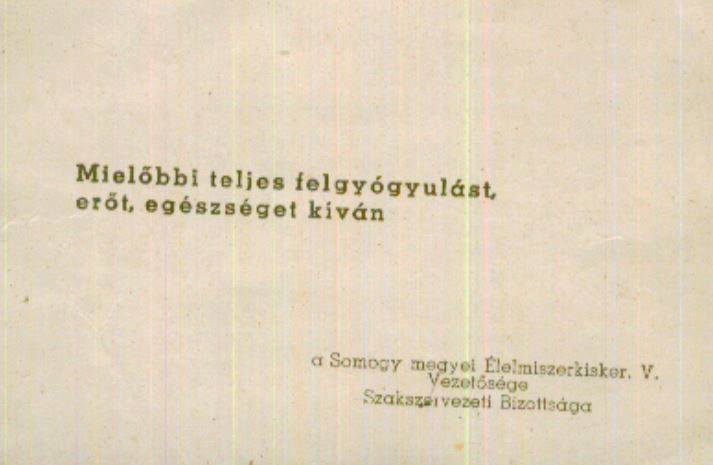 Mielőbbi teljes felgyógyulást,
erőt, egészséget kíván
a Somogy megyei Élelmiszerkisker. V.
Vezetősége
Szakszervezeti Bizottsága